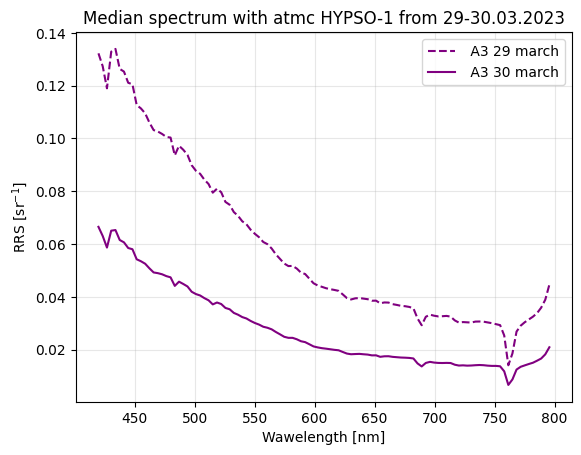 Median spectrum with atmc HYPSO-1 from 29-30.03.2023
A3 29 march
A3 30 march
0.14
0.12
0.10
0.08
0.06
0.04
0.02
RRS [sr⁻¹]
450 500 550 600 650 700 750 800
Wawelength [nm]